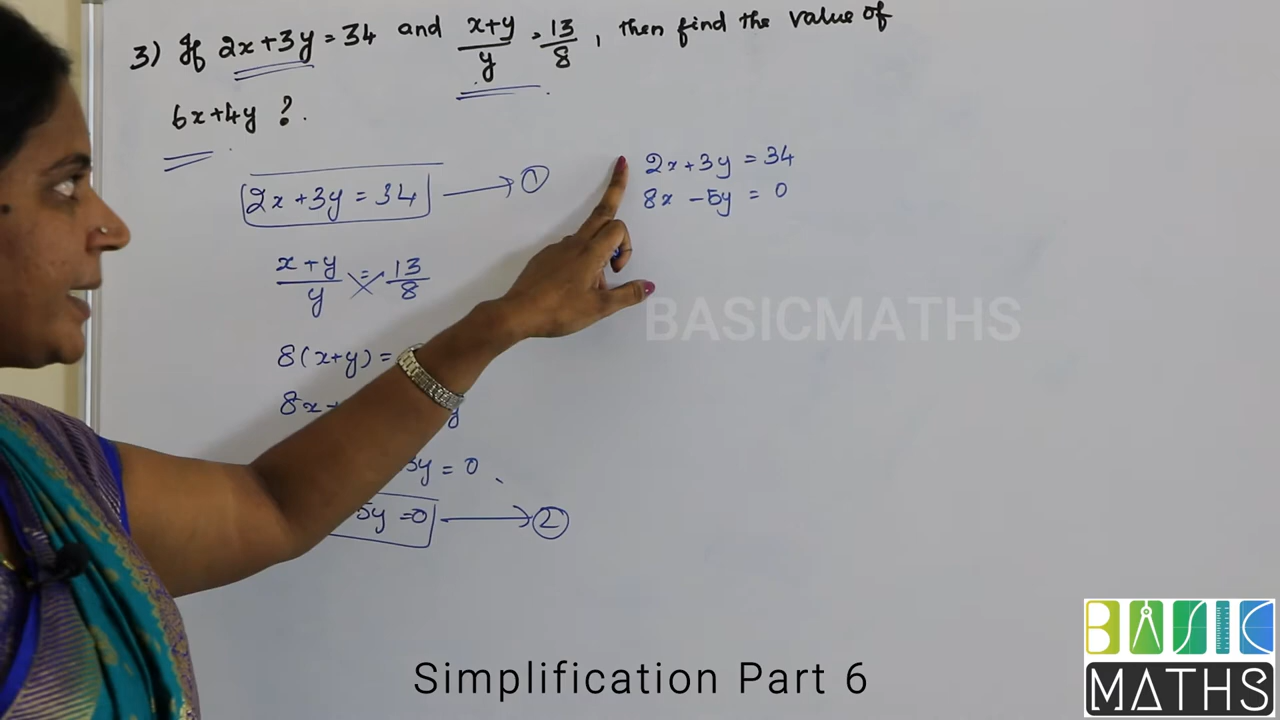 3) If 2x+3y=34 and x+y/y = 13/8, then find the value of
6x+4y ?
2x+3y = 34 → 1
x+y/y = 13/8
8(x+y) =
8x+ y
3y = 0
5y =0 → 2
2x+3y = 34
8x -5y = 0
BASICMATHS
Simplification Part 6
BASIC
MATHS